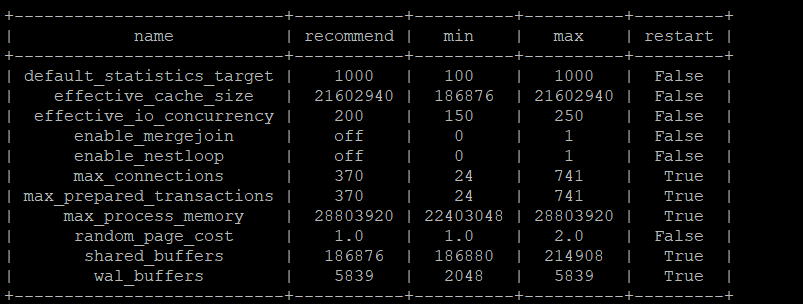 +---------------------------+-----------+----------+----------+---------+
| name | recommend | min | max | restart |
+---------------------------+-----------+----------+----------+---------+
| default_statistics_target | 1000 | 100 | 1000 | False |
| effective_cache_size | 21602940 | 186876 | 21602940 | False |
| effective_io_concurrency | 200 | 150 | 250 | False |
| enable_mergejoin | off | 0 | 1 | False |
| enable_nestloop | off | 0 | 1 | False |
| max_connections | 370 | 24 | 741 | True |
| max_prepared_transactions | 370 | 24 | 741 | True |
| max_process_memory | 28803920 | 22403048 | 28803920 | True |
| random_page_cost | 1.0 | 1.0 | 2.0 | False |
| shared_buffers | 186876 | 186880 | 214908 | True |
| wal_buffers | 5839 | 2048 | 5839 | True |
+---------------------------+-----------+----------+----------+---------+